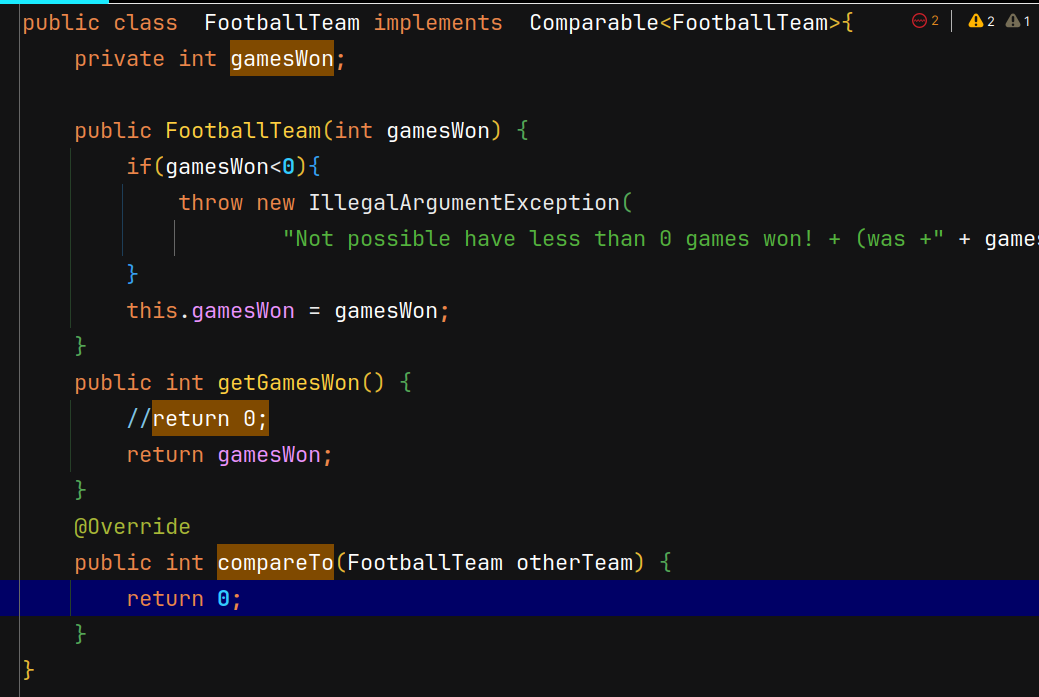 public class  FootballTeam implements  Comparable<FootballTeam>{ 2 2 1
private int gamesWon;
public FootballTeam(int gamesWon) {
if(gamesWon<0){
throw new IllegalArgumentException(
"Not possible have less than 0 games won! + (was +" + games
}
this.gamesWon = gamesWon;
}
public int getGamesWon() {
//return 0;
return gamesWon;
}
@Override
public int compareTo(FootballTeam otherTeam) {
return 0;
}
}